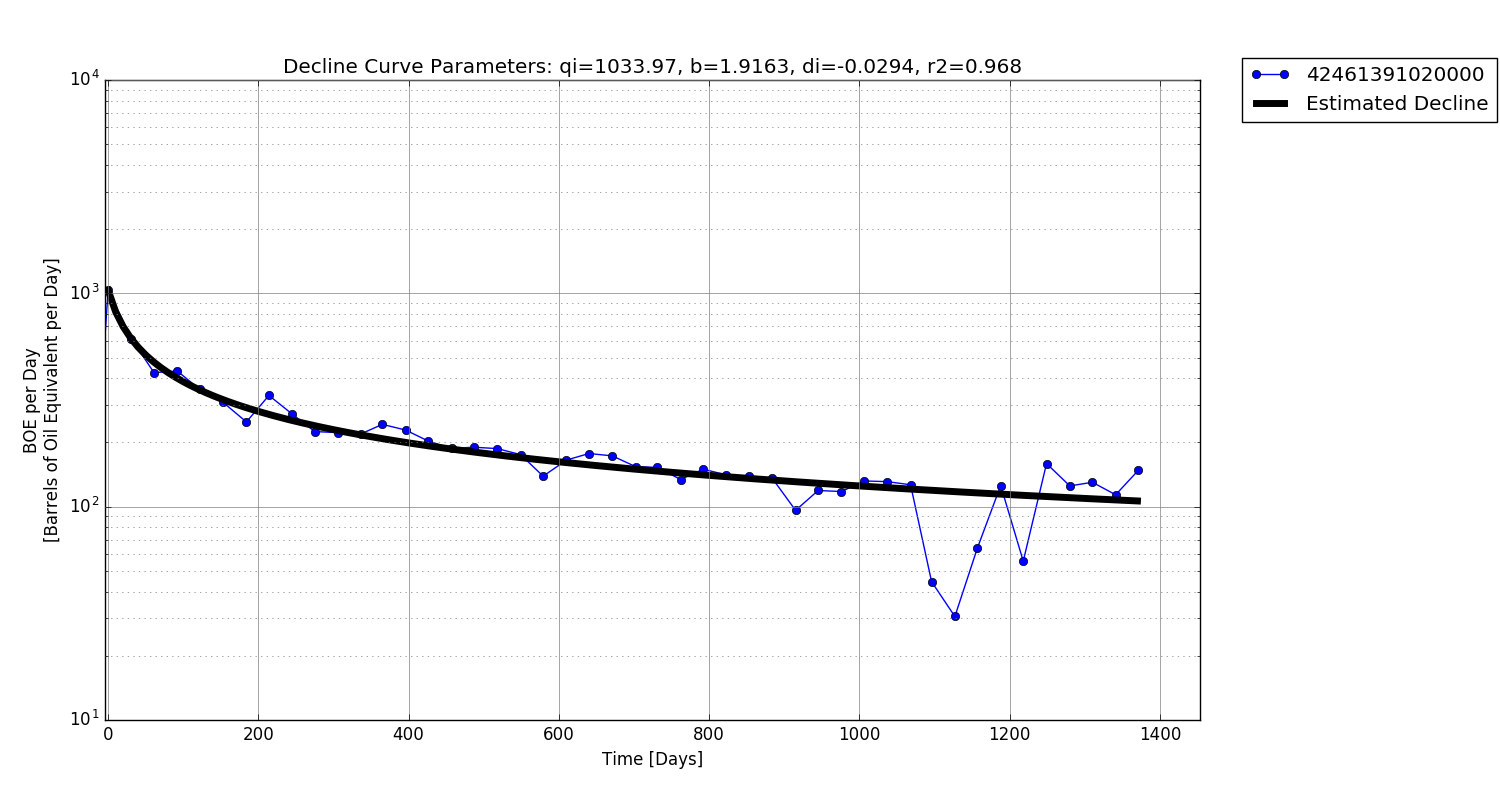 Decline Curve Parameters: qi=1033.97, b=1.9163, di=-0.0294, r2=0.968
42461391020000
Estimated Decline
10^4
10^3
10^2
10^1
BOE per Day
[Barrels of Oil Equivalent per Day]
0 200 400 600 800 1000 1200 1400
Time [Days]